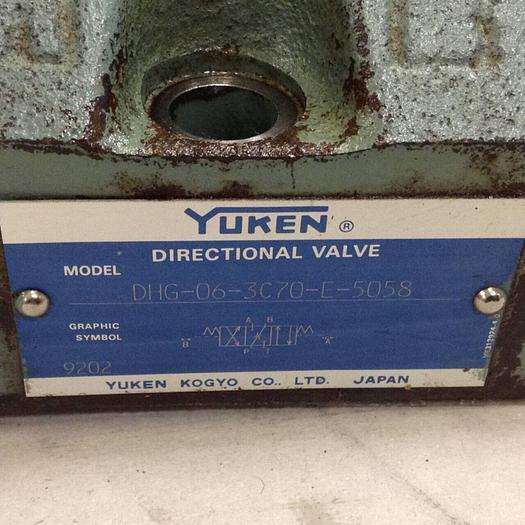 YUKEN ®
DIRECTIONAL VALVE
MODEL DHG-06-3C70-E-5058
GRAPHIC SYMBOL
A B
"B" "A"
P T
9202
YUKEN KOGYO CO., LTD. JAPAN